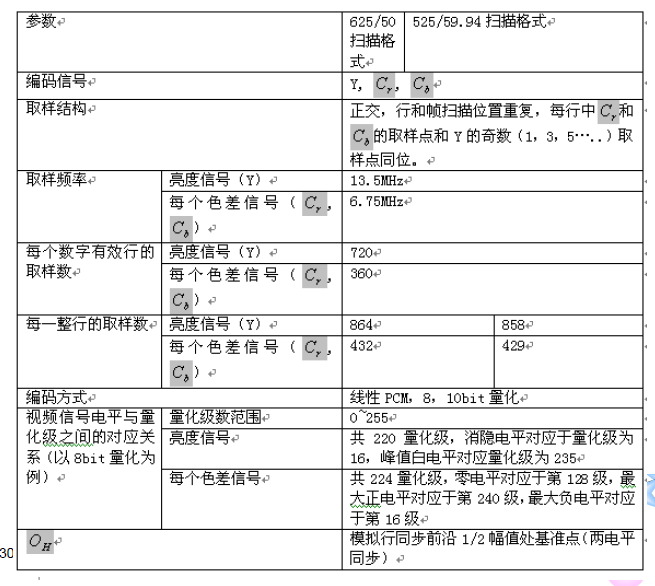 参数 625/50 525/59.94 扫描格式
扫描格
式
编码信号 Y, Cr, Cb
取样结构 正交，行和帧扫描位置重复，每行中 Cr 和
Cb 的取样点和 Y 的奇数（1，3，5…..）取
样点同位。
取样频率 亮度信号（Y） 13.5MHz
每个色差信号（ Cr, 6.75MHz
Cb ）
每个数字有效行的 亮度信号（Y） 720
取样数 每个色差信号（ Cr, 360
Cb ）
每一整行的取样数 亮度信号（Y） 864 858
每个色差信号（ Cr, 432 429
Cb ）
编码方式 线性 PCM，8，10bit 量化
视频信号电平与量 量化级数范围 0~255
化级之间的对应关 亮度信号 共 220 量化级，消隐电平对应于量化级为
系（以 8bit 量化为 16，峰值白电平对应量化级为 235
例） 每个色差信号 共 224 量化级，零电平对应于第 128 级，最
大正电平对应于第 240 级，最大负电平对应
于第 16 级
30 OH 模拟行同步前沿 1/2 幅值处基准点（两电平
同步）